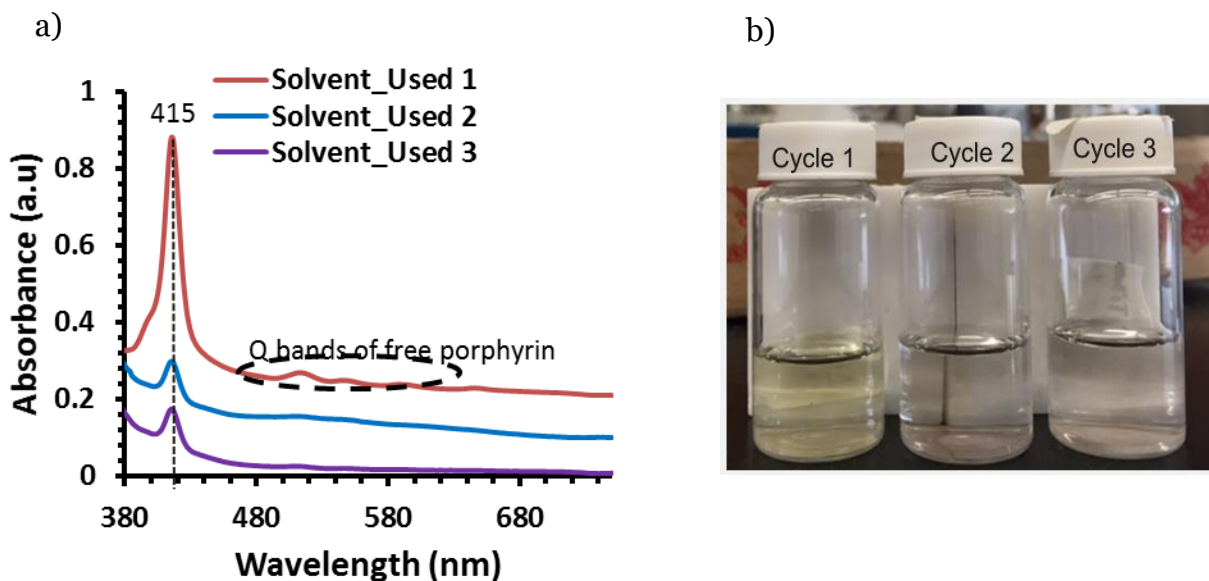 a)
b)
Solvent_Used 1
Solvent_Used 2
Solvent_Used 3
415
Q bands of free porphyrin
Absorbance (a.u)
1
0.8
0.6
0.4
0.2
0
380
480
580
680
Wavelength (nm)
Cycle 1
Cycle 2
Cycle 3